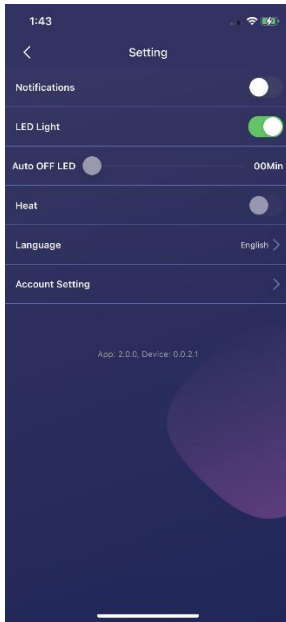 1:43
Setting
Notifications
LED Light
Auto OFF LED 00Min
Heat
Language English
Account Setting
App: 2.0.0, Device: 0.0.2.1